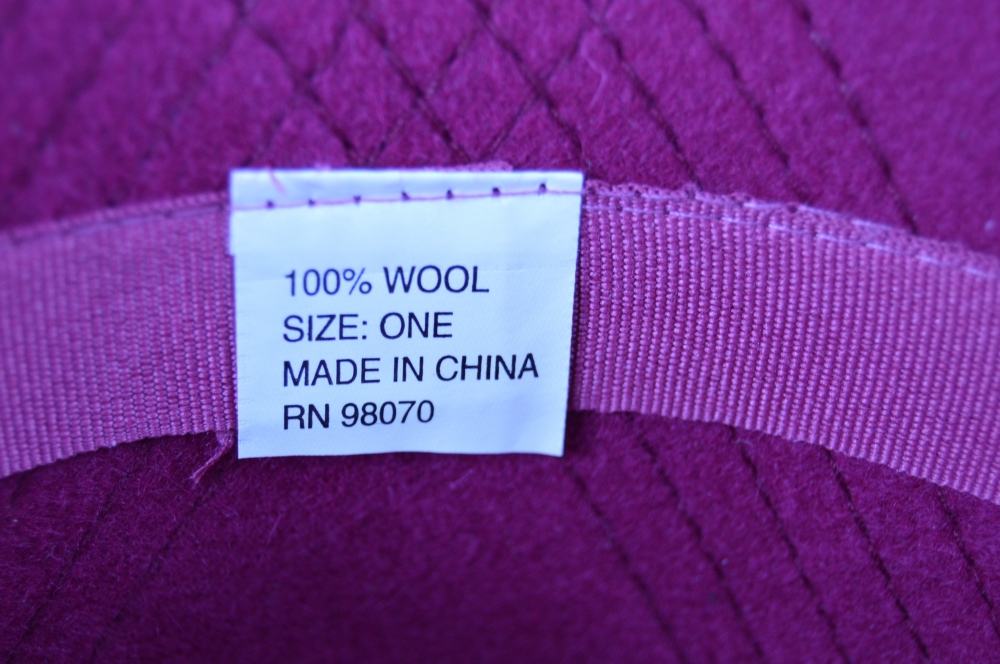 100% WOOL
SIZE: ONE
MADE IN CHINA
RN 98070